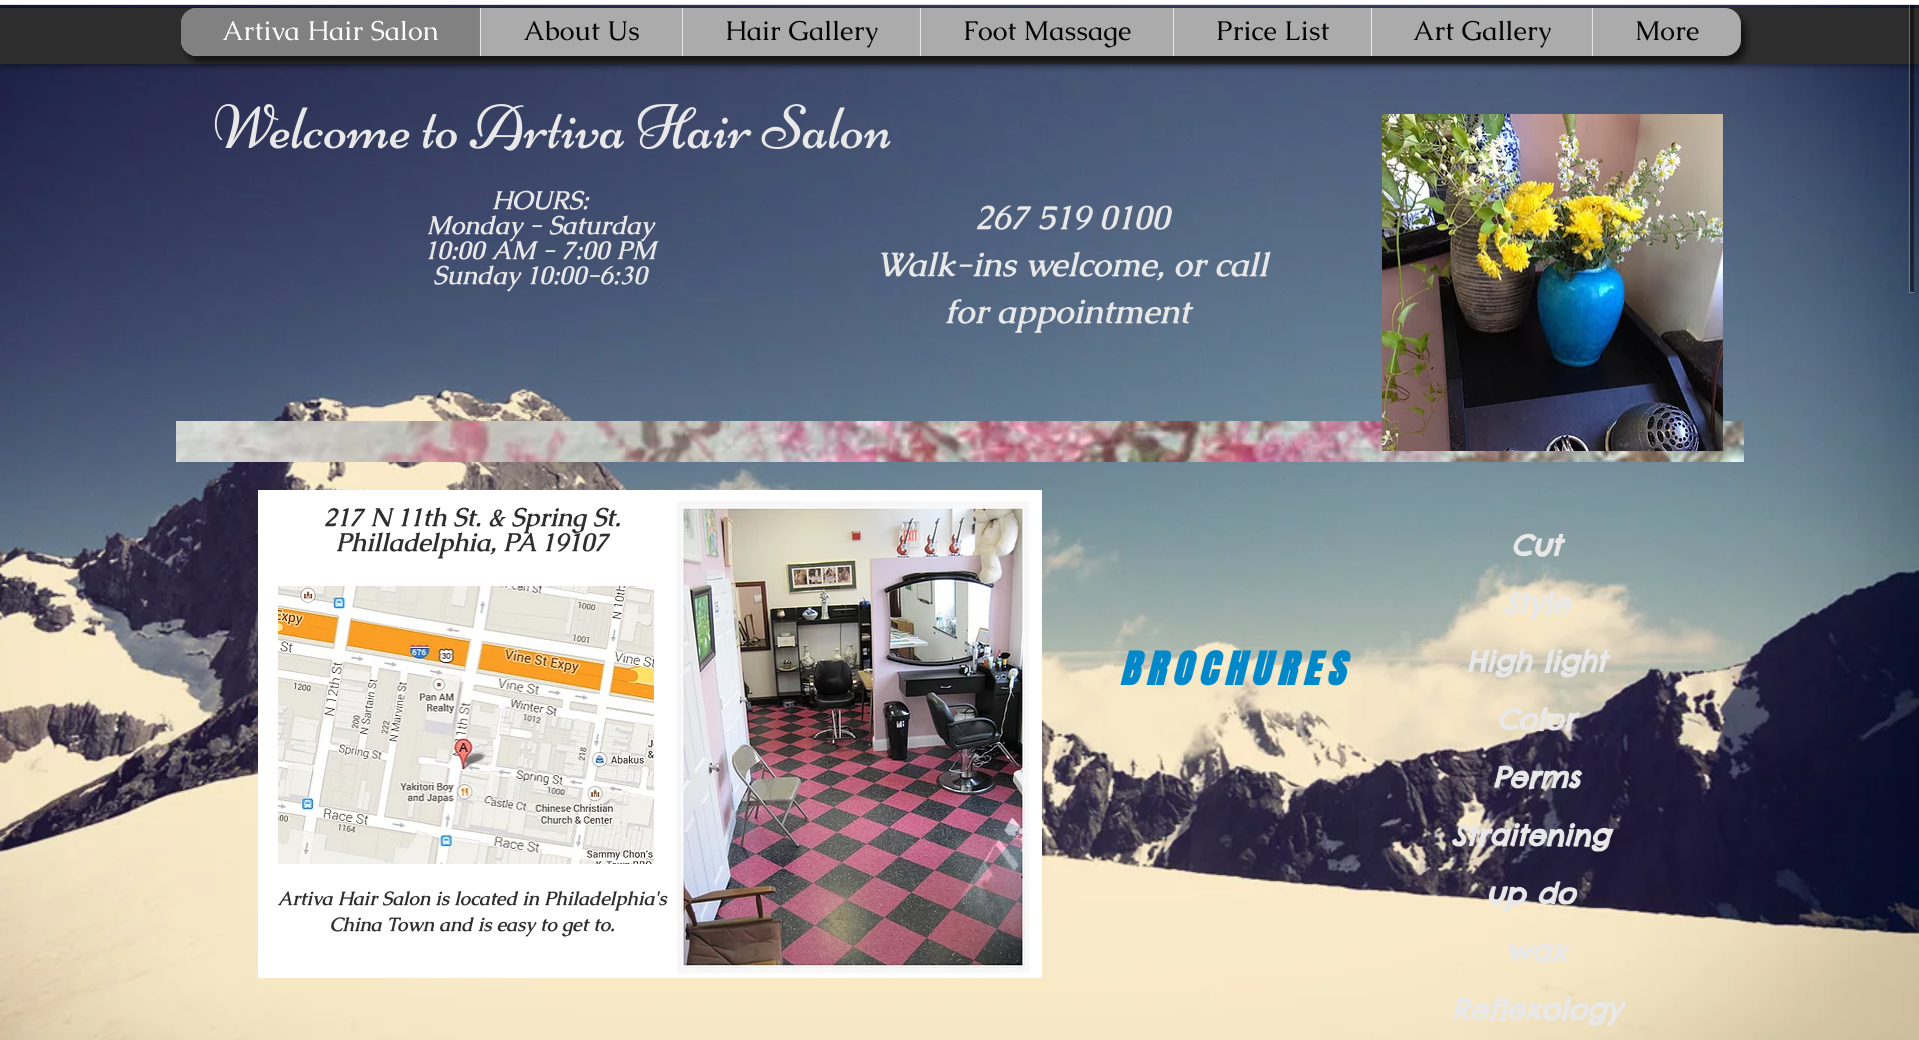 Artiva Hair Salon
About Us
Hair Gallery
Foot Massage
Price List
Art Gallery
More
Welcome to Artiva Hair Salon
HOURS:
Monday - Saturday
10:00 AM - 7:00 PM
Sunday 10:00-6:30
267 519 0100
Walk-ins welcome, or call
for appointment
217 N 11th St. & Spring St.
Philladelphia, PA 19107
1000
N 10th
Expy
676
30
1001
Vine St Expy
Vine St
St
1200
N 12th St
200
N Sartain St
222
N Marvine St
Pan AM
Realty
Vine St
Winter St
1012
N 11th St
218
A
Spring St
Abakus
Yakitori Boy
and Japas
Spring St
1000
Castle Ct
Chinese Christian
Church & Center
Race St
1164
Race St
Sammy Chon's
EXIT
Artiva Hair Salon is located in Philadelphia's
China Town and is easy to get to.
BROCHURES
Cut
Style
High light
Color
Perms
Straitening
up do
wax
Reflexology